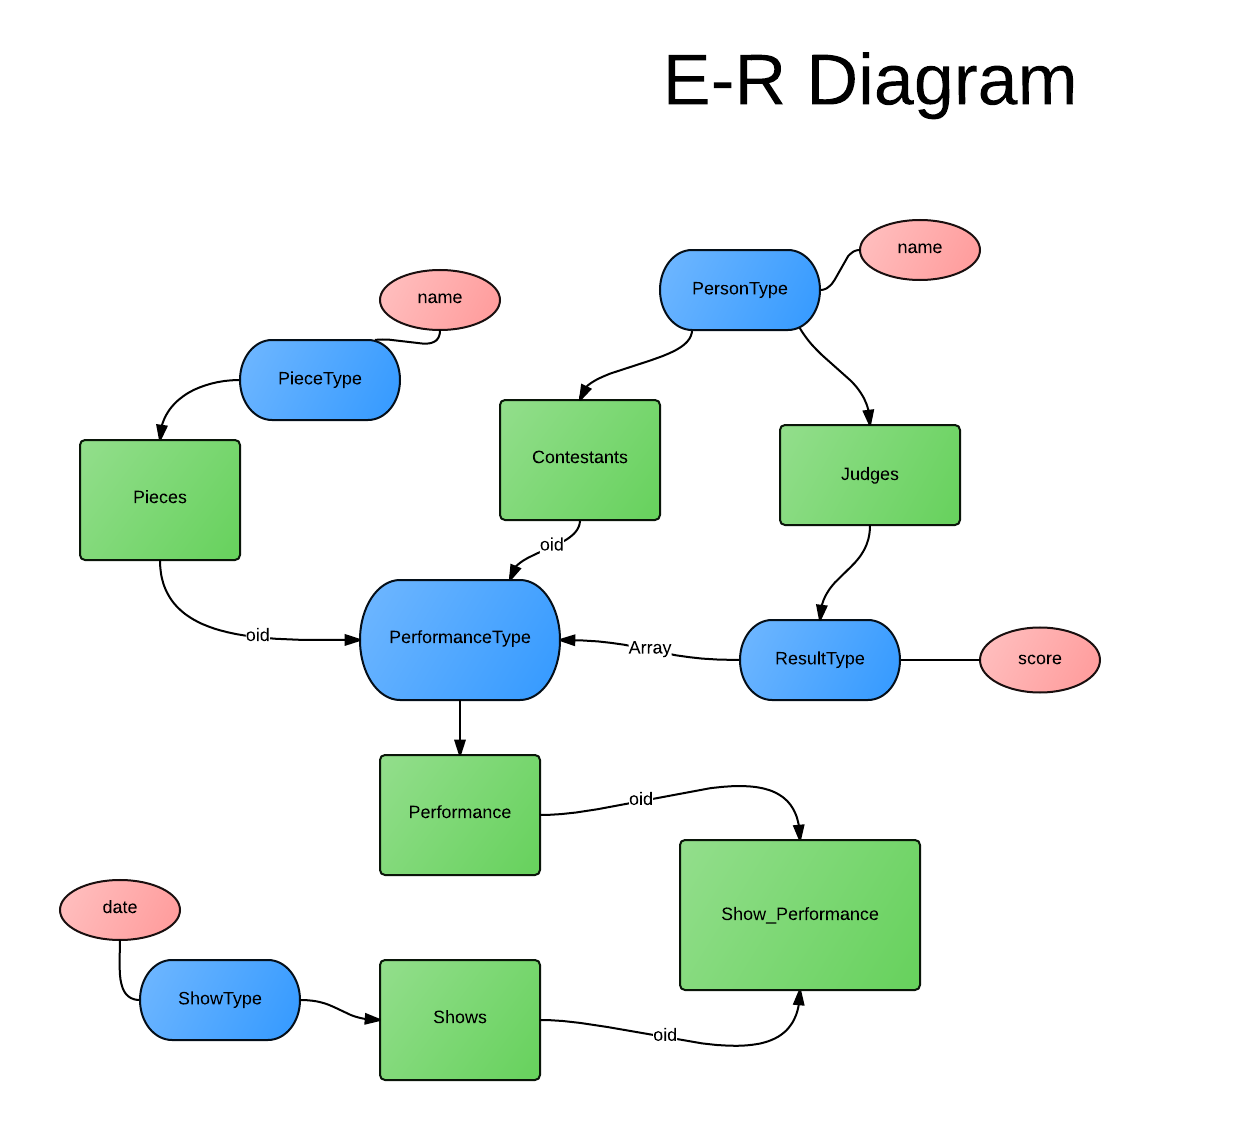 E-R Diagram
name
PersonType
name
PieceType
Contestants
Judges
Pieces
oid
oid
PerformanceType
Array
ResultType
score
Performance
oid
Show_Performance
date
ShowType
Shows
oid